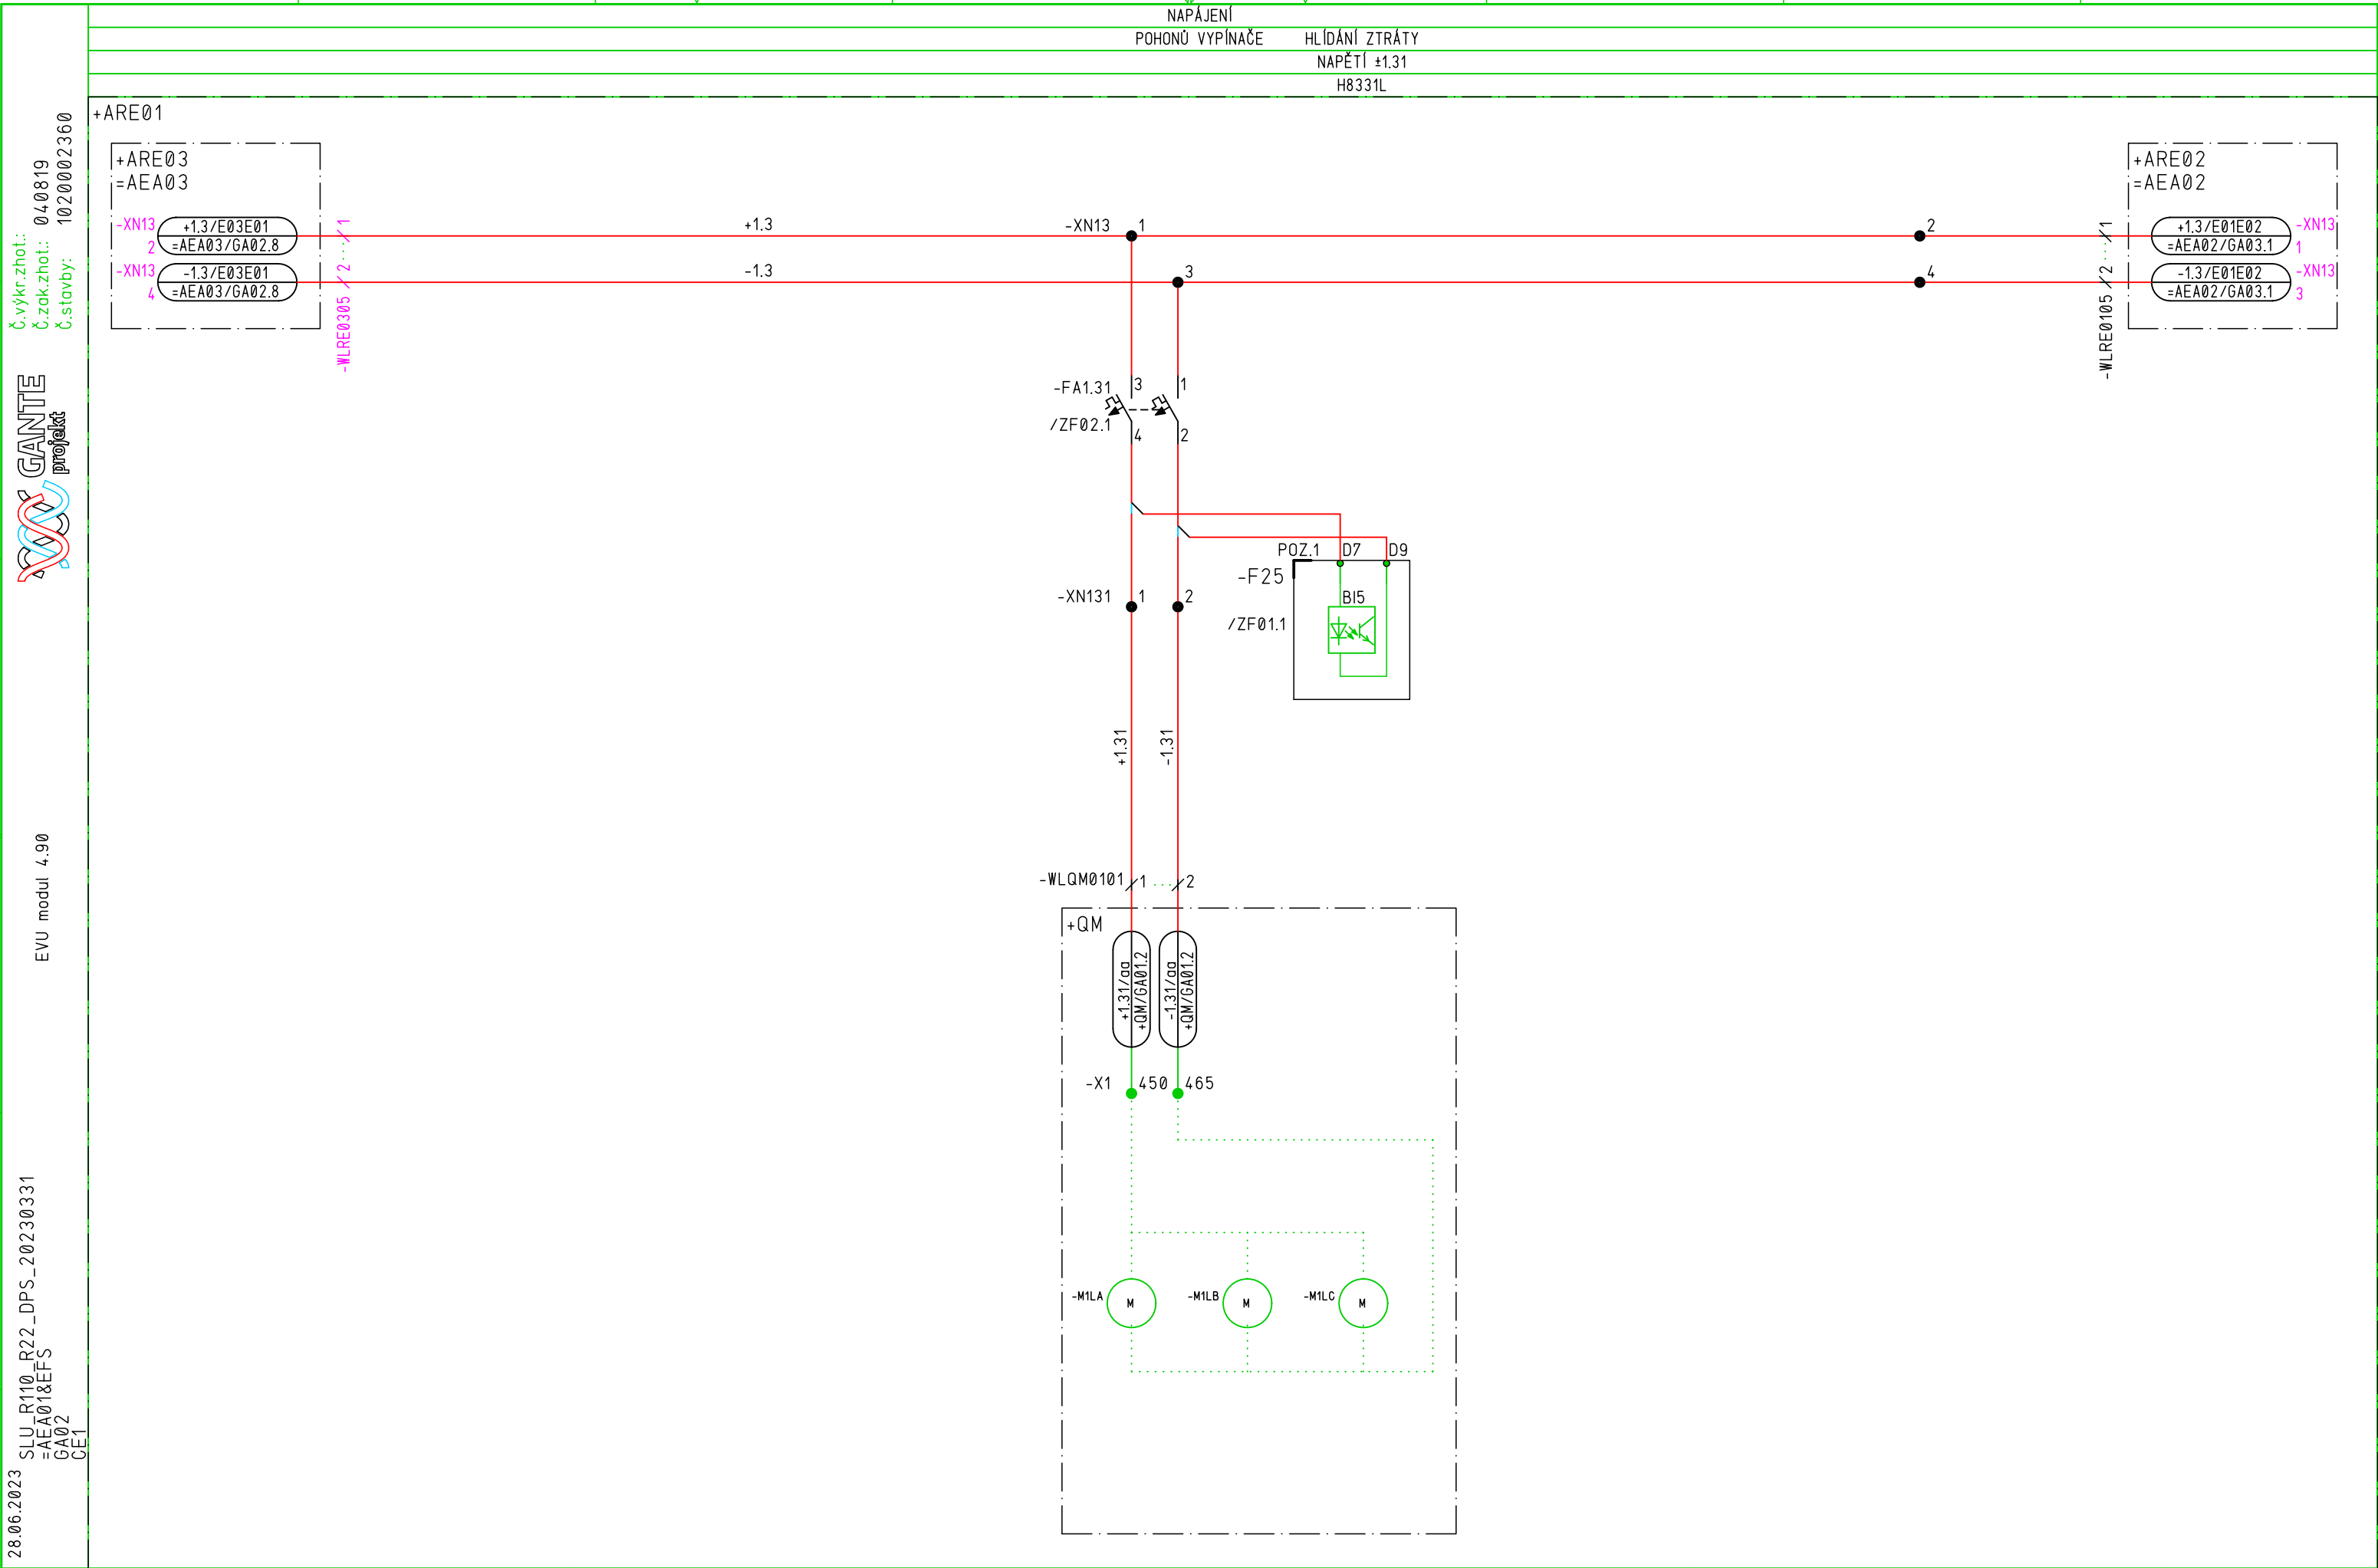 NAPÁJENÍ
POHONŮ VYPÍNAČE HLÍDÁNÍ ZTRÁTY
NAPĚTÍ ±1.31
H8331L
+ARE01
+ARE03
=AEA03
-XN13
2
+1.3/E03E01
=AEA03/GA02.8
-XN13
4
-1.3/E03E01
=AEA03/GA02.8
-WLRE0305 2 1
+1.3
-1.3
-XN13 1
3
2
4
-WLRE0105 2 1
+ARE02
=AEA02
+1.3/E01E02
=AEA02/GA03.1
-XN13
1
-1.3/E01E02
=AEA02/GA03.1
-XN13
3
-FA1.31 3 1
/ZF02.1 4 2
POZ.1 D7 D9
-F25
BI5
/ZF01.1
-XN131 1 2
+1.31
-1.31
-WLQM0101 1 2
+QM
+1.31/aa
+QM/GA01.2
-1.31/aa
+QM/GA01.2
-X1 450 465
-M1LA M
-M1LB M
-M1LC M
Č.výkr.zhot.:
Č.zak.zhot.: 040819
Č.stavby: 1020002360
GANTE
projekt
EVU modul 4.90
SLU_R110_R22_DPS_20230331
=AEA01&EFS
GA02
CE1
28.06.2023